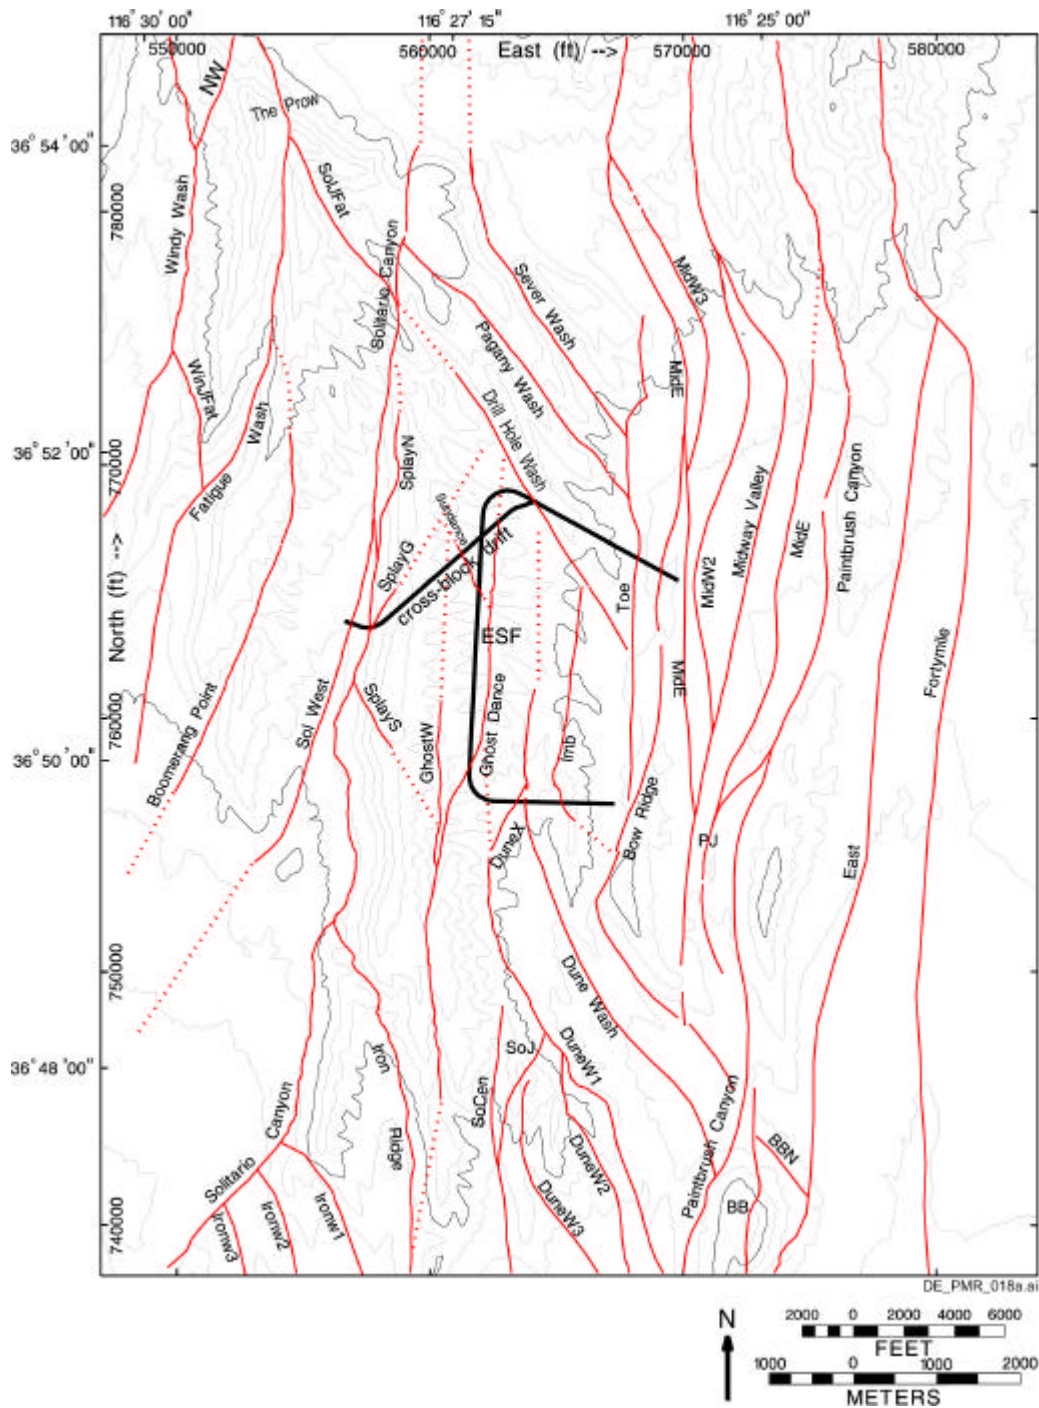 116° 30' 00"
116° 27' 15"
116° 25' 00"
550000
560000
East (ft) -->
570000
580000
NW
The Prow
36° 54' 00"
SolJFat
Windy Wash
780000
Solitario Canyon
Sever Wash
MidW3
Pagany Wash
WinJFat
Wash
MidE
Drill Hole Wash
36° 52' 00"
770000
SplayN
Fatigue
Midway Valley
MidE
Paintbrush Canyon
Sundance
SplayG
cross-block drift
North (ft) -->
Toe
MidW2
ESF
Fortymile
MidE
Sol West
SplayS
Boomerang Point
760000
GhostW
Ghost Dance
Imb
36° 50' 00"
Bow Ridge
PJ
DuneX
East
750000
Dune Wash
36° 48' 00"
Iron
SoJ
DuneW1
SoCen
Canyon
Ridge
Paintbrush Canyon
BBN
Solitario
DuneW2
BB
DuneW3
740000
Ironw3
Ironw2
Ironw1
DE_PMR_018a.ai
N
2000 0 2000 4000 6000
FEET
1000 0 1000 2000
METERS